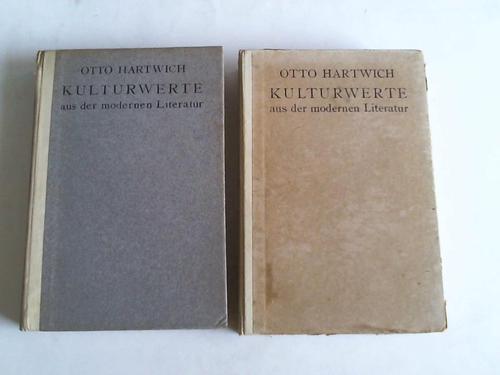 OTTO HARTWICH
KULTURWERTE
aus der modernen Literatur
OTTO HARTWICH
KULTURWERTE
aus der modernen Literatur